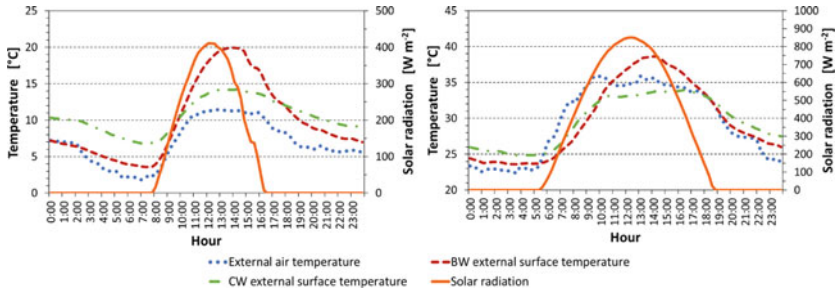 25
20
15
10
5
0
Temperature [°C]
500
400
300
200
100
0
Solar radiation [W m-2]
0:00 1:00 2:00 3:00 4:00 5:00 6:00 7:00 8:00 9:00 10:00 11:00 12:00 13:00 14:00 15:00 16:00 17:00 18:00 19:00 20:00 21:00 22:00 23:00
Hour
45
40
35
30
25
20
Temperature [°C]
1000
900
800
700
600
500
400
300
200
100
0
Solar radiation [W m-2]
0:00 1:00 2:00 3:00 4:00 5:00 6:00 7:00 8:00 9:00 10:00 11:00 12:00 13:00 14:00 15:00 16:00 17:00 18:00 19:00 20:00 21:00 22:00 23:00
Hour
External air temperature
BW external surface temperature
CW external surface temperature
Solar radiation